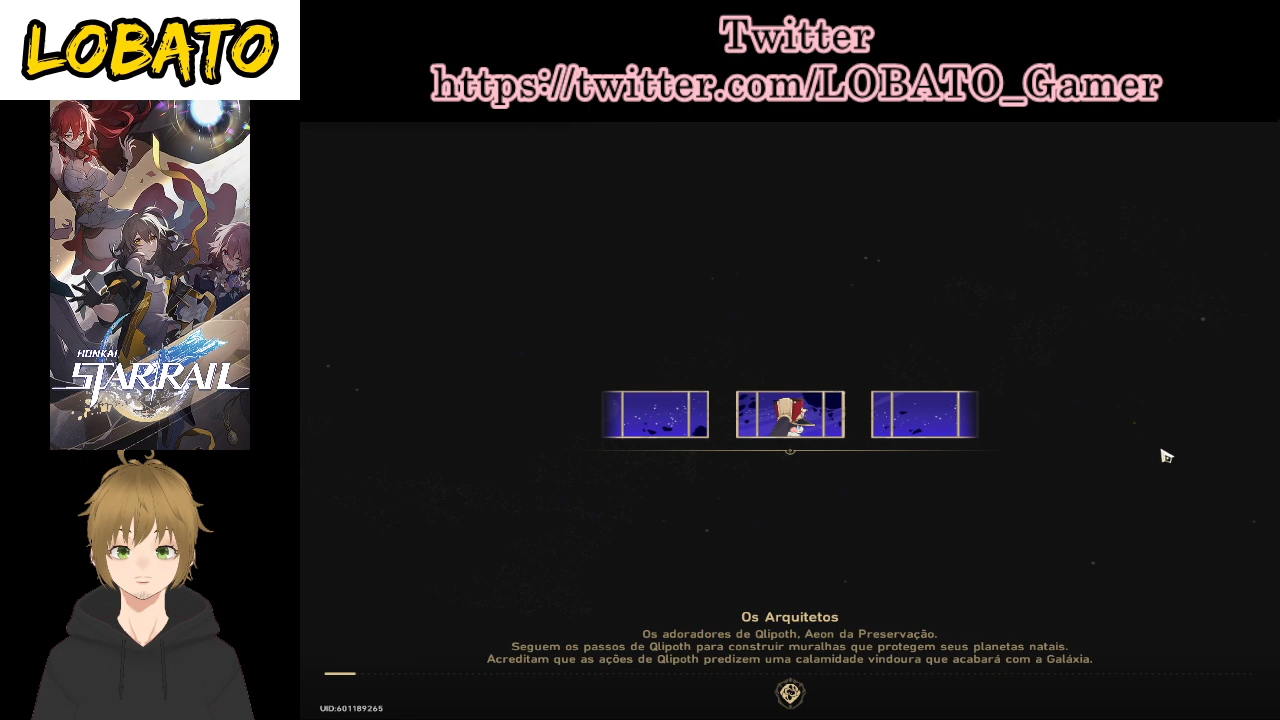 LOBATO
Twitter
https://twitter.com/LOBATO_Gamer
HONKAI
STAR RAIL
Os Arquitetos
Os adoradores de Qlipoth, Aeon da Preservação.
Seguem os passos de Qlipoth para construir muralhas que protegem seus planetas natais.
Acreditam que as ações de Qlipoth predizem uma calamidade vindoura que acabará com a Galáxia.
UID:601189265